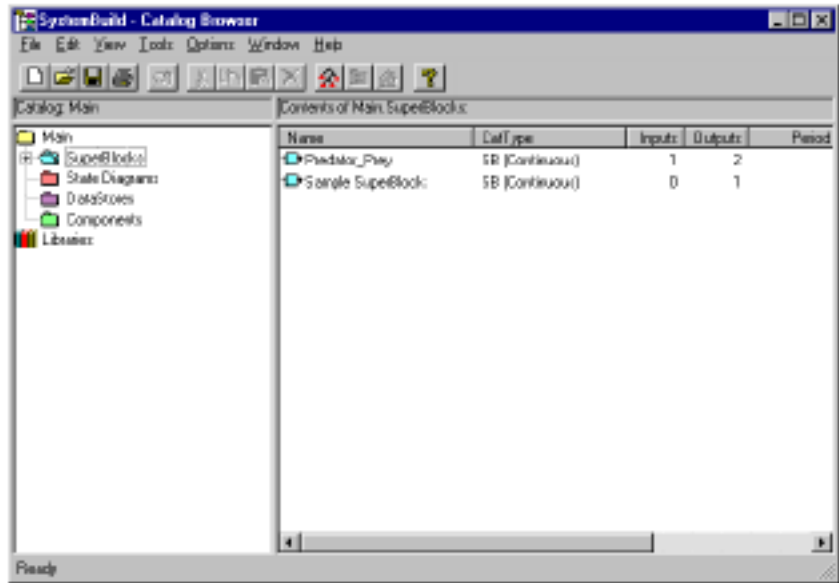 SystemBuild - Catalog Browser
File Edit View Tools Options Window Help
Catalog: Main
Contents of Main.SuperBlocks:
Main
SuperBlocks
State Diagrams
DataStores
Components
Libraries
Name CatType Inputs Outputs Period
Predator_Prey SB (Continuous) 1 2
Sample SuperBlock SB (Continuous) 0 1
Ready